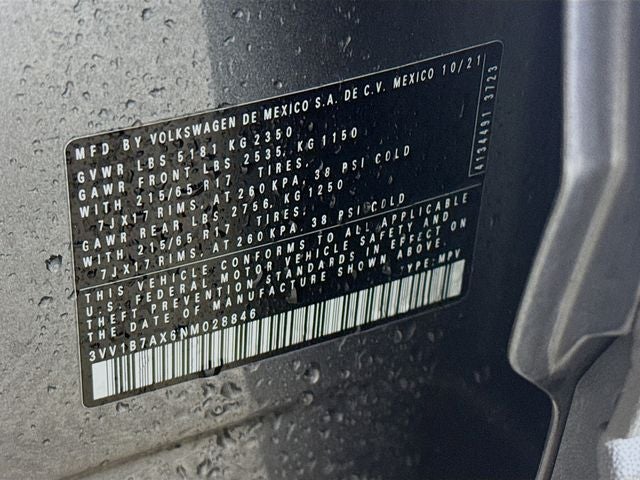 MFD. BY VOLKSWAGEN DE MEXICO S.A. DE C.V. MEXICO 10/21
GVWR LBS 5181 KG 2350
GAWR FRONT-LBS 2535, KG 1150
WITH 215/65 R17 TIRES,
7JX17 RIMS, AT 260 KPA, 38 PSI COLD
GAWR REAR LBS. 2756, KG 1250
WITH 215/65 R17 TIRES,
7JX17 RIMS, AT 260 KPA, 38 PSI COLD
THIS VEHICLE CONFORMS TO ALL APPLICABLE
U.S. FEDERAL MOTOR VEHICLE SAFETY AND
THEFT PREVENTION STANDARDS IN EFFECT ON
THE DATE OF MANUFACTURE SHOWN ABOVE.
3VV1B7AX6NM028846 TYPE: MPV
4134491 3723